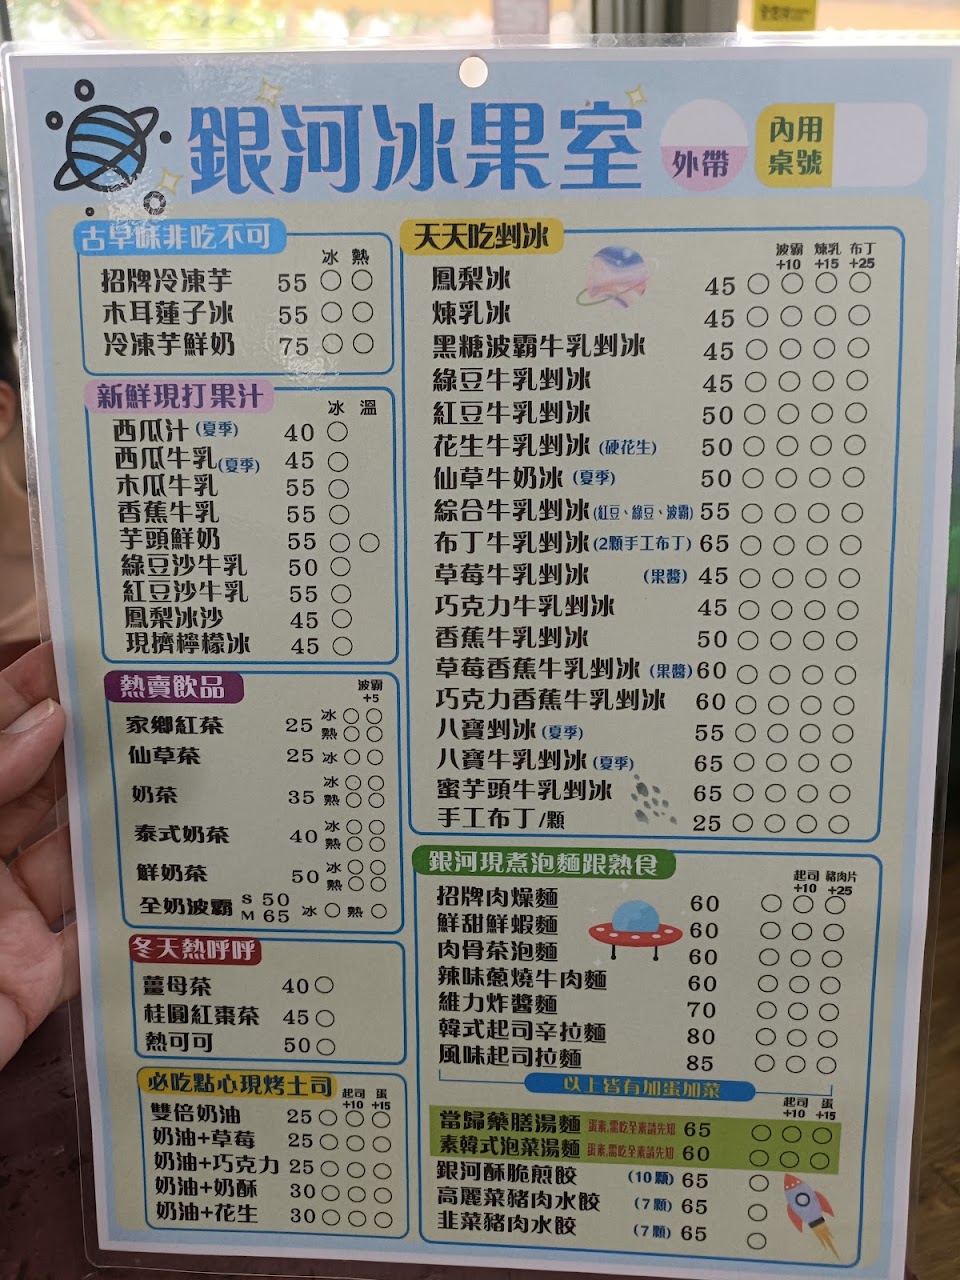 銀河冰果室
外帶
內用
桌號
古早味非吃不可
冰 熱
招牌冷凍芋 55
木耳蓮子冰 55
冷凍芋鮮奶 75
新鮮現打果汁
冰 溫
西瓜汁(夏季) 40
西瓜牛乳(夏季) 45
木瓜牛乳 55
香蕉牛乳 55
芋頭鮮奶 55
綠豆沙牛乳 50
紅豆沙牛乳 55
鳳梨冰沙 45
現擠檸檬冰 45
熱賣飲品
波霸
+5
家鄉紅茶 25 冰 熱
仙草茶 25 冰
奶茶 35 冰 熱
泰式奶茶 40 冰 熱
鮮奶茶 50 冰 熱
全奶波霸 S 50 M 65 冰 熱
冬天熱呼呼
薑母茶 40
桂圓紅棗茶 45
熱可可 50
必吃點心現烤土司
起司 蛋
+10 +15
雙倍奶油 25
奶油+草莓 25
奶油+巧克力 25
奶油+奶酥 30
奶油+花生 30
天天吃剉冰
波霸 煉乳 布丁
+10 +15 +25
鳳梨冰 45
煉乳冰 45
黑糖波霸牛乳剉冰 45
綠豆牛乳剉冰 45
紅豆牛乳剉冰 50
花生牛乳剉冰(硬花生) 50
仙草牛奶冰(夏季) 50
綜合牛乳剉冰(紅豆、綠豆、波霸) 55
布丁牛乳剉冰(2顆手工布丁) 65
草莓牛乳剉冰 (果醬) 45
巧克力牛乳剉冰 45
香蕉牛乳剉冰 50
草莓香蕉牛乳剉冰(果醬) 60
巧克力香蕉牛乳剉冰 60
八寶剉冰(夏季) 55
八寶牛乳剉冰(夏季) 65
蜜芋頭牛乳剉冰 65
手工布丁/顆 25
銀河現煮泡麵跟熟食
起司 豬肉片
+10 +25
招牌肉燥麵 60
鮮甜鮮蝦麵 60
肉骨茶泡麵 60
辣味蔥燒牛肉麵 60
維力炸醬麵 70
韓式起司辛拉麵 80
風味起司拉麵 85
以上皆有加蛋加菜
起司 蛋
+10 +15
當歸藥膳湯麵 蛋素,需吃全素請先知 65
素韓式泡菜湯麵 蛋素,需吃全素請先知 60
銀河酥脆煎餃 (10顆) 65
高麗菜豬肉水餃 (7顆) 65
韭菜豬肉水餃 (7顆) 65